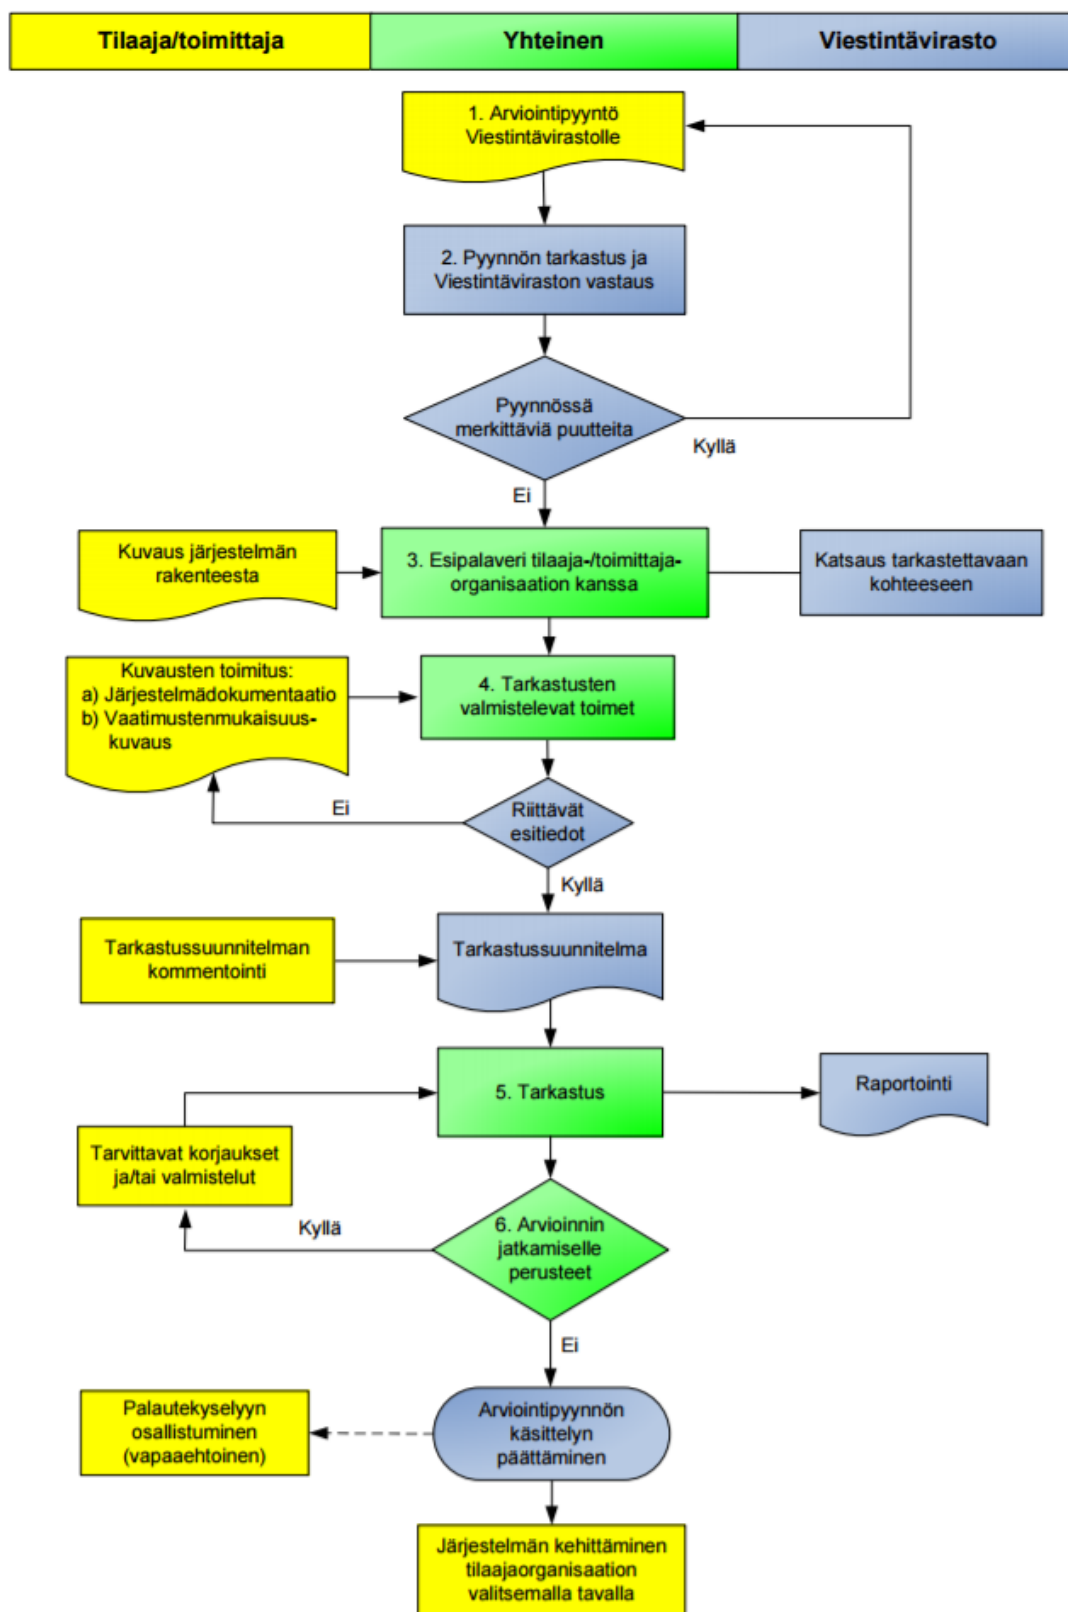 Tilaaja/toimittaja
Yhteinen
Viestintävirasto
1. Arviointipyyntö
Viestintävirastolle
2. Pyynnön tarkastus ja
Viestintäviraston vastaus
Pyynnössä
merkittäviä puutteita
Kyllä
Ei
Kuvaus järjestelmän
rakenteesta
3. Esipalaveri tilaaja-/toimittaja-
organisaation kanssa
Katsaus tarkastettavaan
kohteeseen
Kuvausten toimitus:
a) Järjestelmädokumentaatio
b) Vaatimustenmukaisuus-
kuvaus
4. Tarkastusten
valmistelevat toimet
Ei
Riittävät
esitiedot
Kyllä
Tarkastussuunnitelman
kommentointi
Tarkastussuunnitelma
5. Tarkastus
Raportointi
Tarvittavat korjaukset
ja/tai valmistelut
Kyllä
6. Arvioinnin
jatkamiselle
perusteet
Ei
Palautekyselyyn
osallistuminen
(vapaaehtoinen)
Arviointipyynnön
käsittelyn
päättäminen
Järjestelmän kehittäminen
tilaajaorganisaation
valitsemalla tavalla